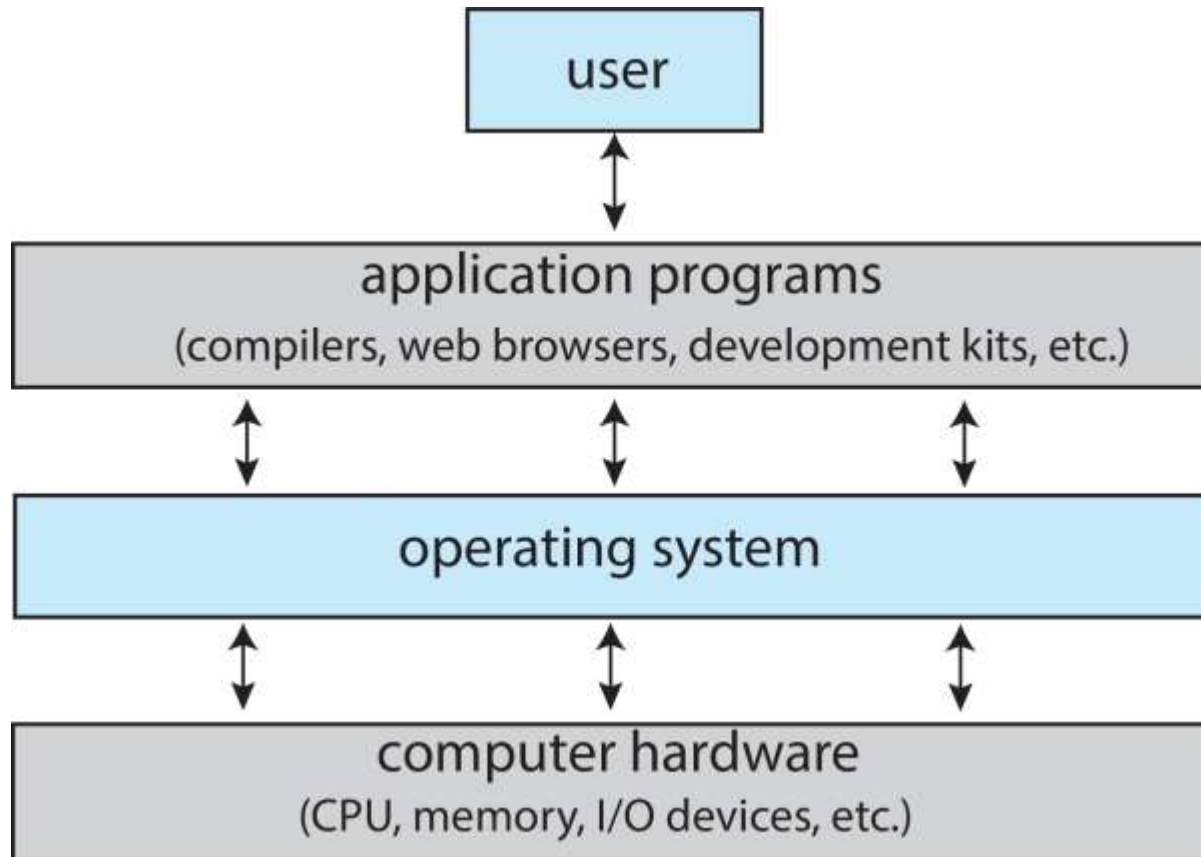 user
application programs
(compilers, web browsers, development kits, etc.)
operating system
computer hardware
(CPU, memory, I/O devices, etc.)